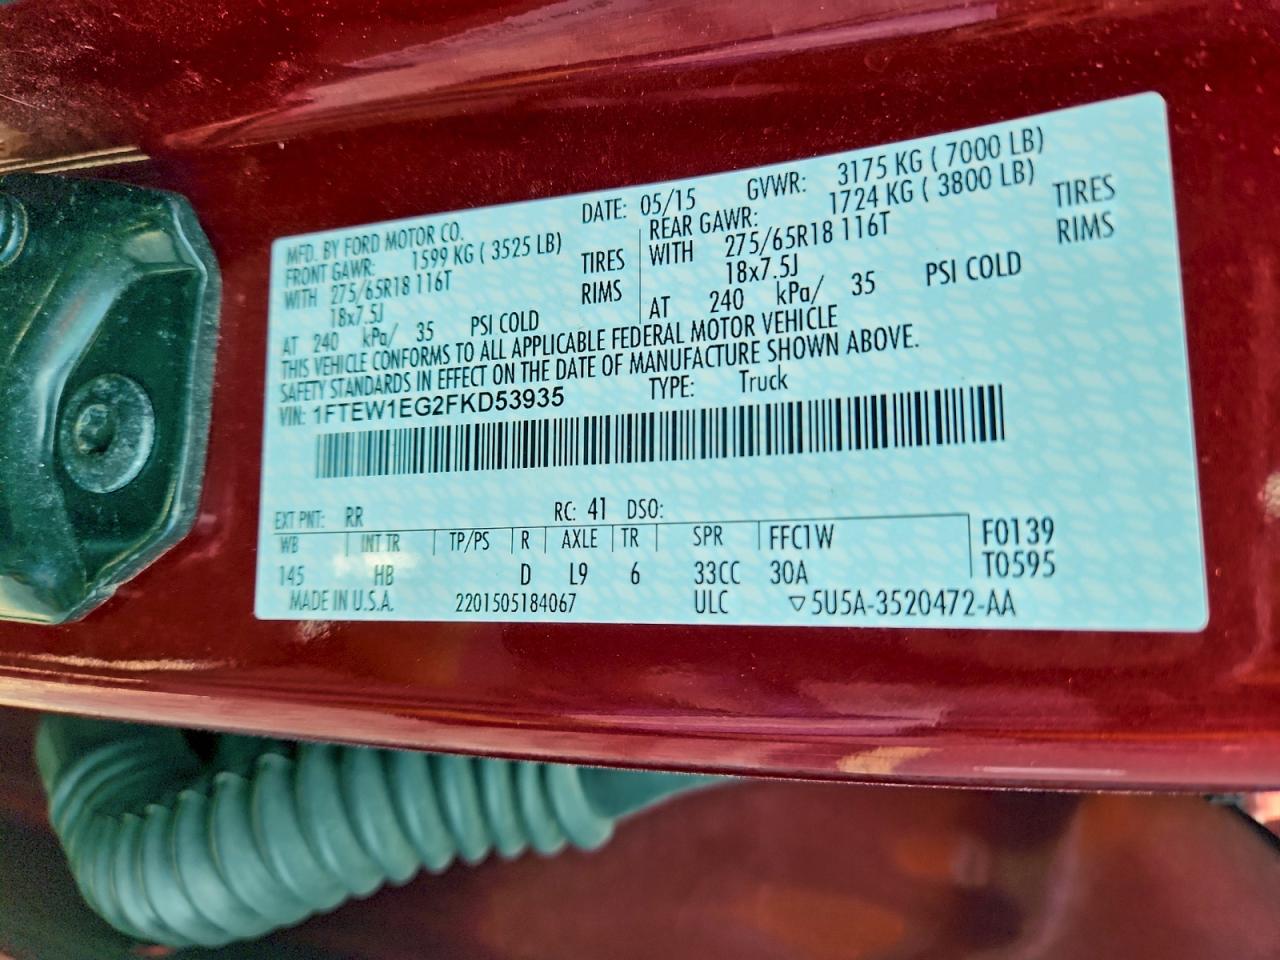 MFD. BY FORD MOTOR CO.
DATE: 05/15 GVWR: 3175 KG ( 7000 LB)
FRONT GAWR: 1599 KG ( 3525 LB)
REAR GAWR: 1724 KG ( 3800 LB)
WITH 275/65R18 116T TIRES
WITH 275/65R18 116T TIRES
18x7.5J RIMS
18x7.5J RIMS
AT 240 kPa/ 35 PSI COLD
AT 240 kPa/ 35 PSI COLD
THIS VEHICLE CONFORMS TO ALL APPLICABLE FEDERAL MOTOR VEHICLE
SAFETY STANDARDS IN EFFECT ON THE DATE OF MANUFACTURE SHOWN ABOVE.
VIN: 1FTEW1EG2FKD53935 TYPE: Truck
EXT PNT: RR RC: 41 DSO:
WB INT TR TP/PS R AXLE TR SPR FFC1W F0139
145 HB D L9 6 33CC 30A T0595
MADE IN U.S.A. 2201505184067 ULC ▽5U5A-3520472-AA